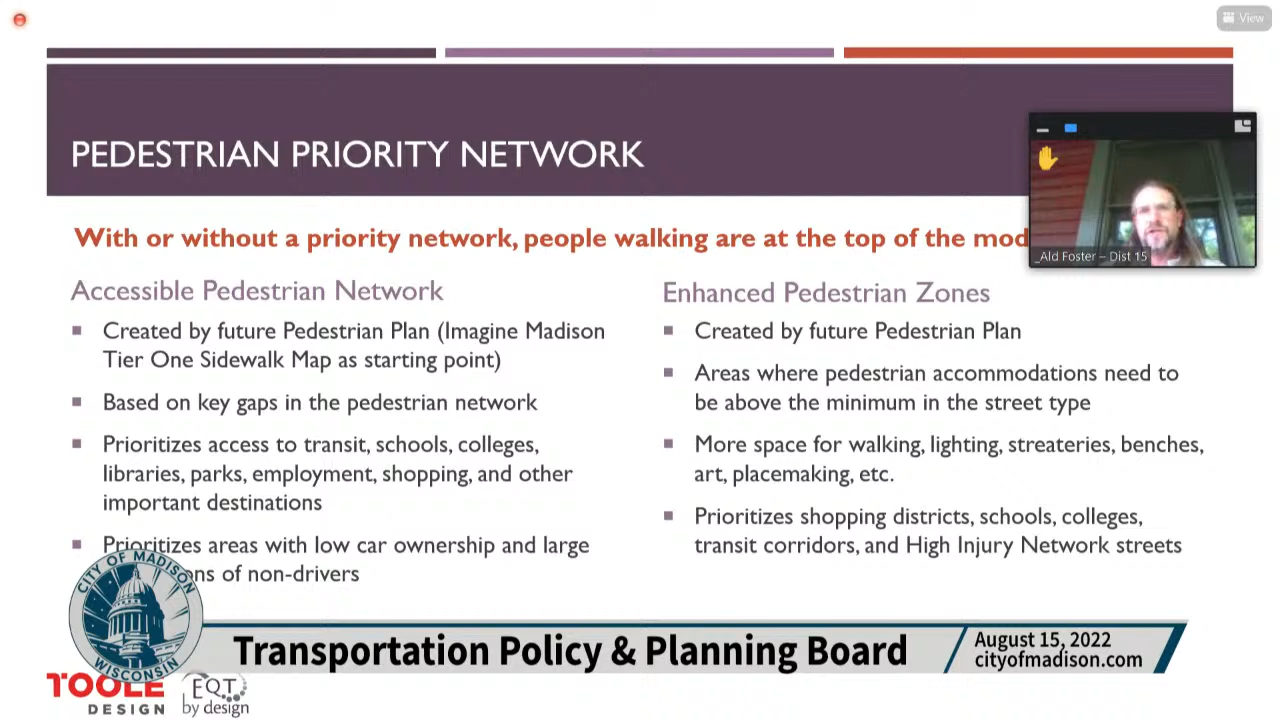 View
PEDESTRIAN PRIORITY NETWORK
_Ald Foster – Dist 15
With or without a priority network, people walking are at the top of the
Accessible Pedestrian Network
Created by future Pedestrian Plan (Imagine Madison
Tier One Sidewalk Map as starting point)
Based on key gaps in the pedestrian network
Prioritizes access to transit, schools, colleges,
libraries, parks, employment, shopping, and other
important destinations
Prioritizes areas with low car ownership and large
of non-drivers
Enhanced Pedestrian Zones
Created by future Pedestrian Plan
Areas where pedestrian accommodations need to
be above the minimum in the street type
More space for walking, lighting, streateries, benches,
art, placemaking, etc.
Prioritizes shopping districts, schools, colleges,
transit corridors, and High Injury Network streets
CITY OF MADISON
WISCONSIN
Transportation Policy & Planning Board
August 15, 2022
cityofmadison.com
TOOLE
DESIGN
EQT
by design